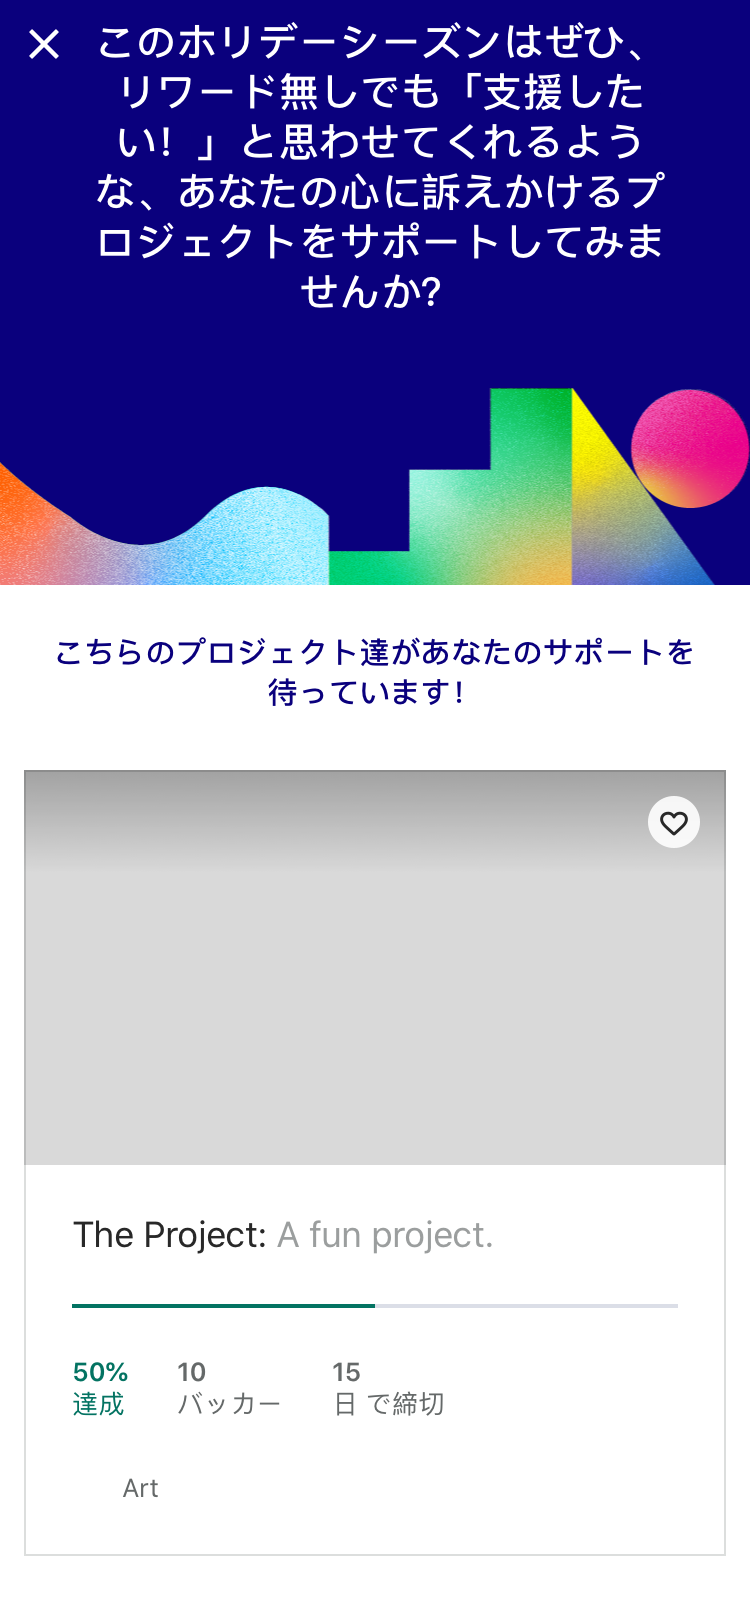 このホリデーシーズンはぜひ、
リワード無しでも「支援した
い！」と思わせてくれるよう
な、あなたの心に訴えかけるプ
ロジェクトをサポートしてみま
せんか?
こちらのプロジェクト達があなたのサポートを
待っています！
The Project: A fun project.
50% 10 15
達成 バッカー 日 で締切
Art